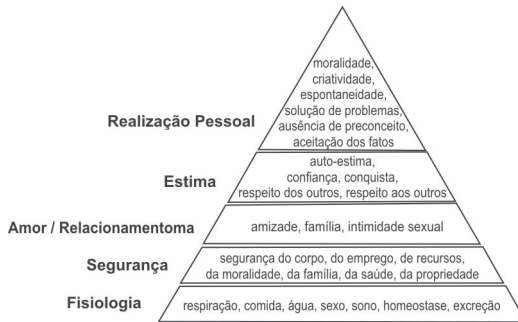 moralidade,
criatividade,
espontaneidade,
solução de problemas,
ausência de preconceito,
aceitação dos fatos
Realização Pessoal
auto-estima,
confiança, conquista,
respeito dos outros, respeito aos outros
Estima
Amor / Relacionamentoma
amizade, família, intimidade sexual
Segurança
segurança do corpo, do emprego, de recursos,
da moralidade, da família, da saúde, da propriedade
Fisiologia
respiração, comida, água, sexo, sono, homeostase, excreção